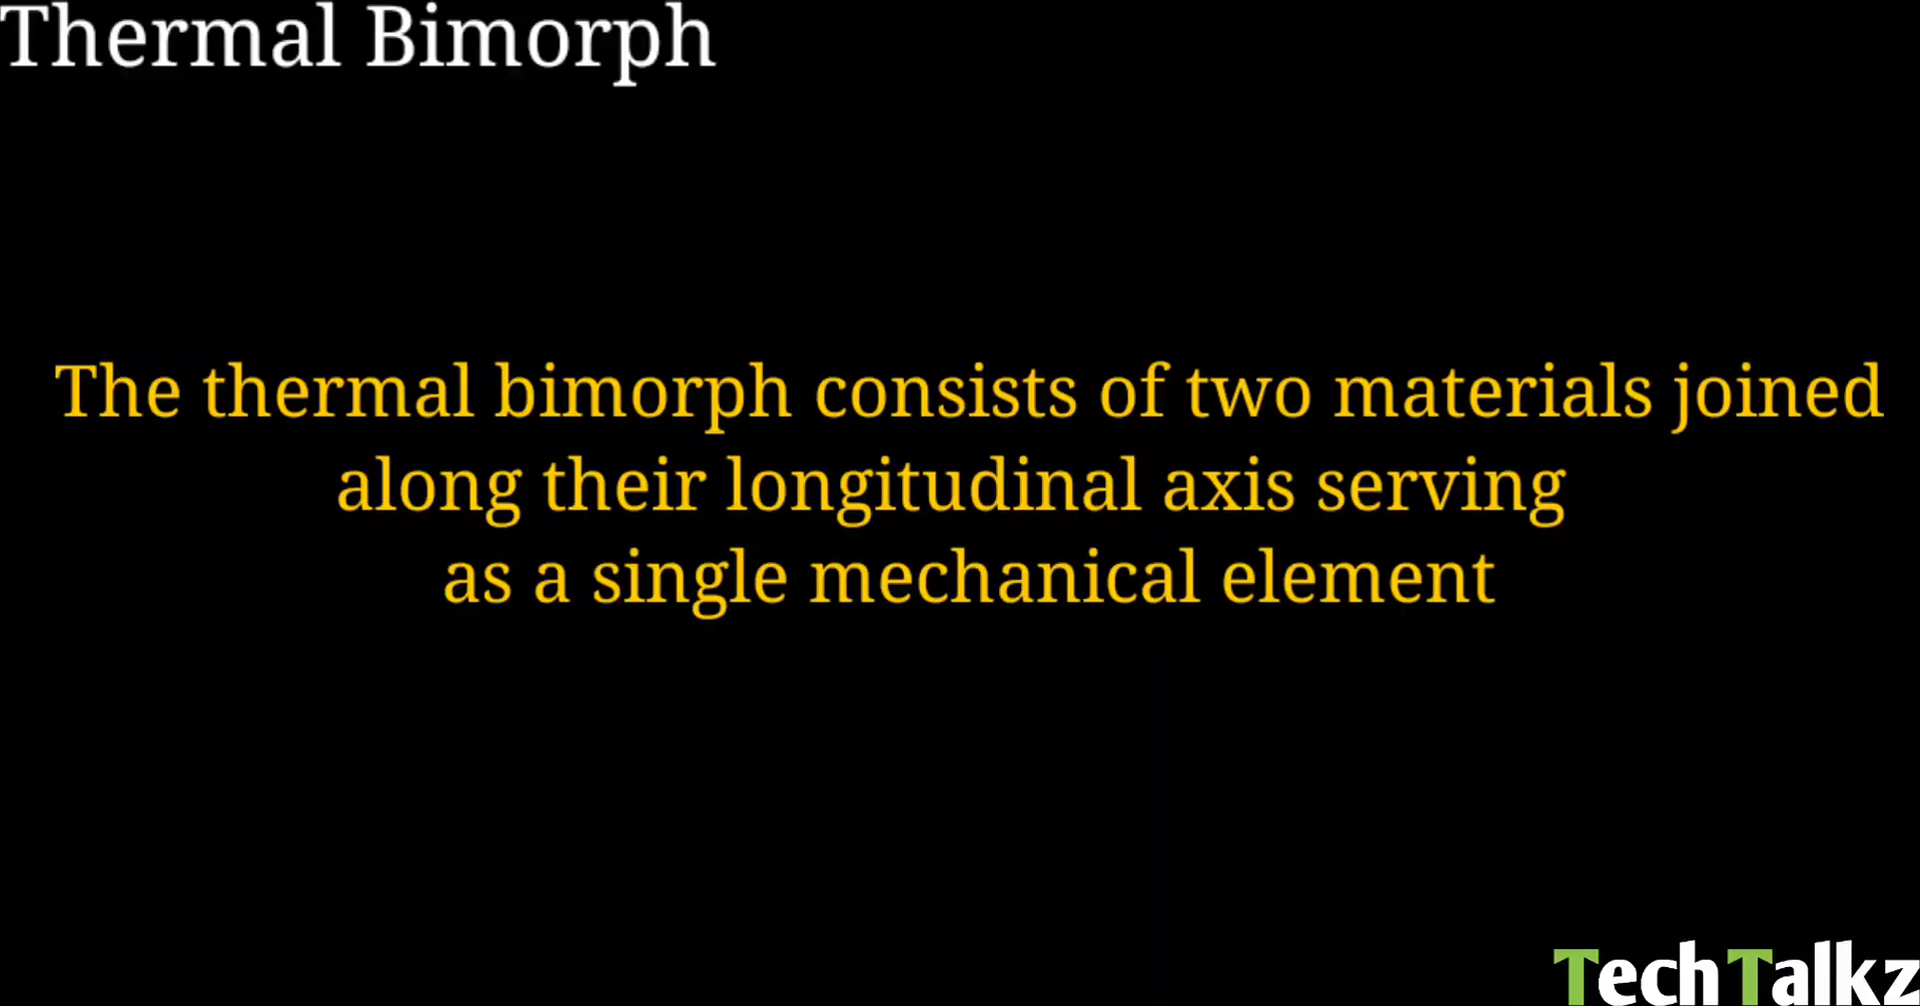 Thermal Bimorph
The thermal bimorph consists of two materials joined
along their longitudinal axis serving
as a single mechanical element
TechTalkz